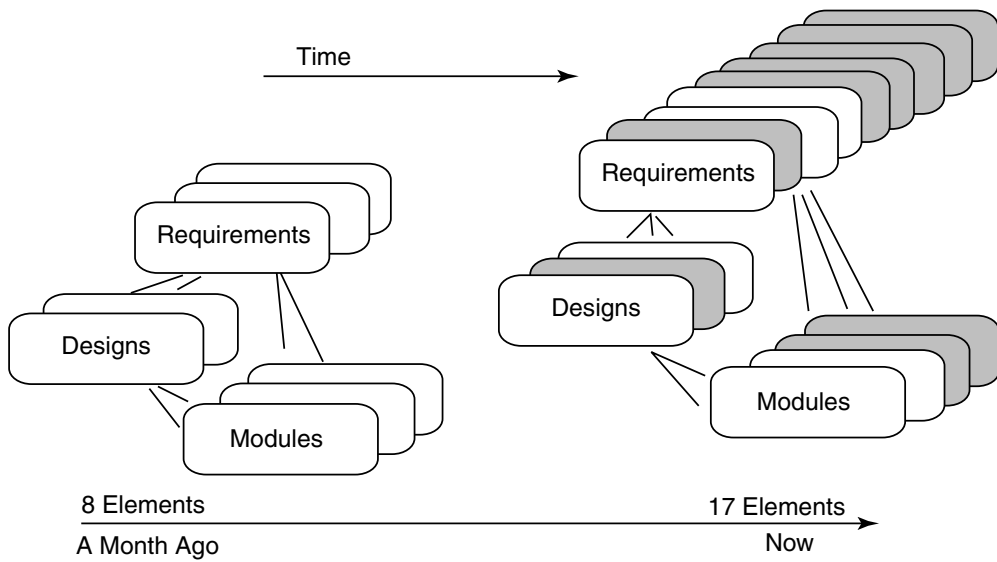 Time
Requirements
Requirements
Designs
Designs
Modules
Modules
8 Elements
17 Elements
A Month Ago
Now